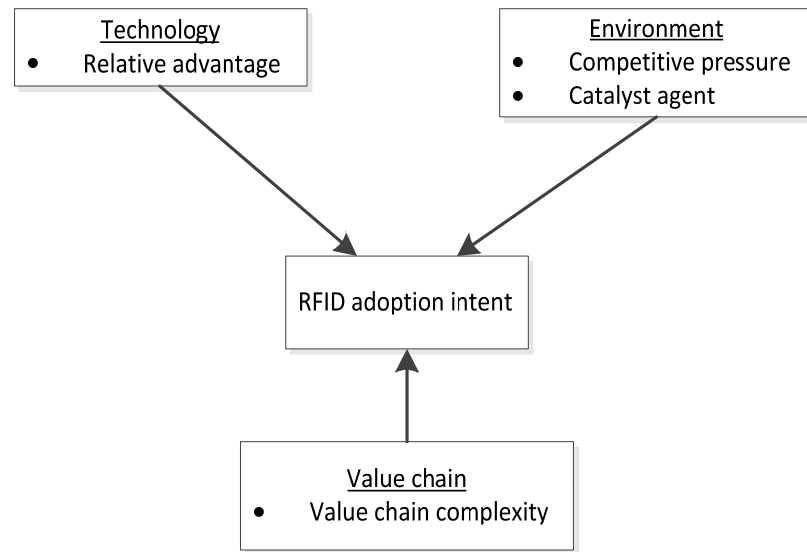 Technology
• Relative advantage
Environment
• Competitive pressure
• Catalyst agent
RFID adoption intent
Value chain
• Value chain complexity